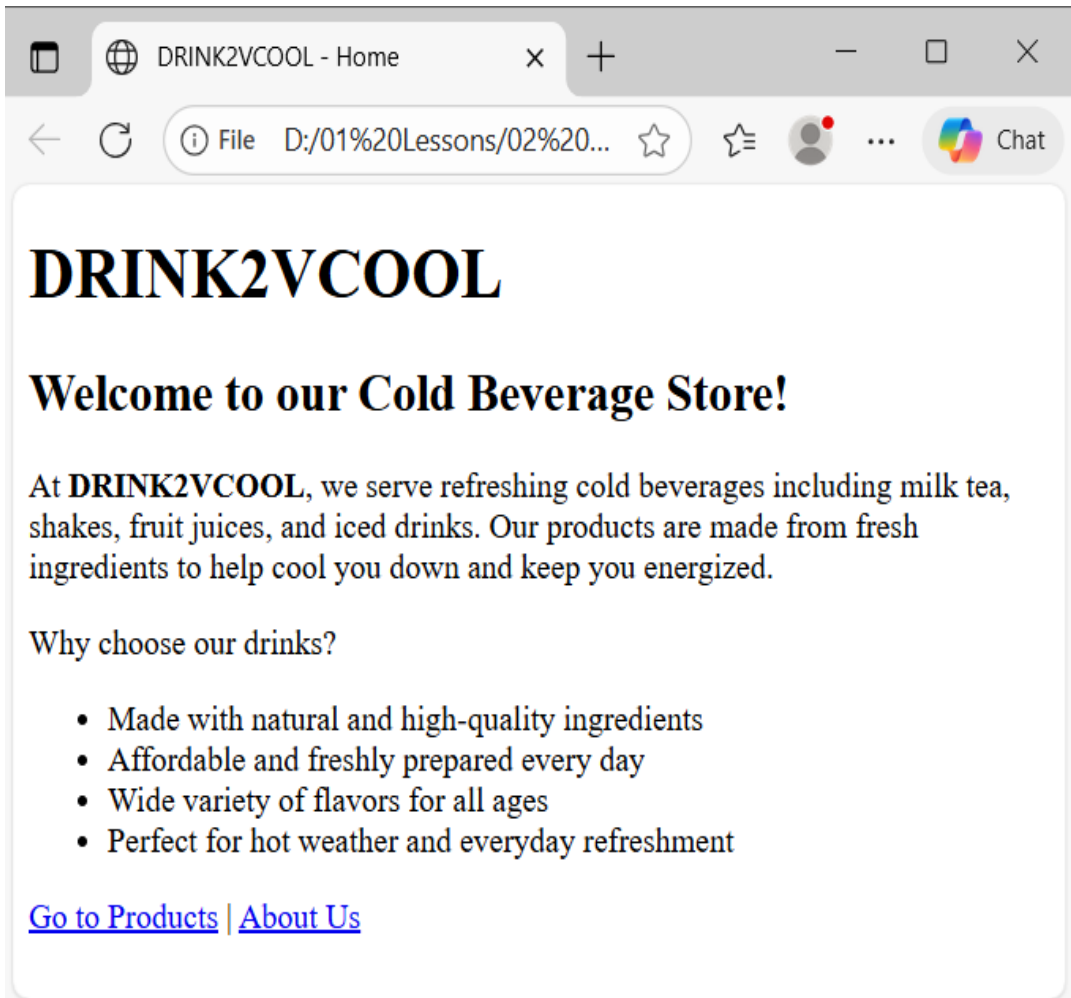 DRINK2VCOOL - Home
File D:/01%20Lessons/02%20...
Chat
DRINK2VCOOL
Welcome to our Cold Beverage Store!
At DRINK2VCOOL, we serve refreshing cold beverages including milk tea,
shakes, fruit juices, and iced drinks. Our products are made from fresh
ingredients to help cool you down and keep you energized.
Why choose our drinks?
• Made with natural and high-quality ingredients
• Affordable and freshly prepared every day
• Wide variety of flavors for all ages
• Perfect for hot weather and everyday refreshment
Go to Products | About Us